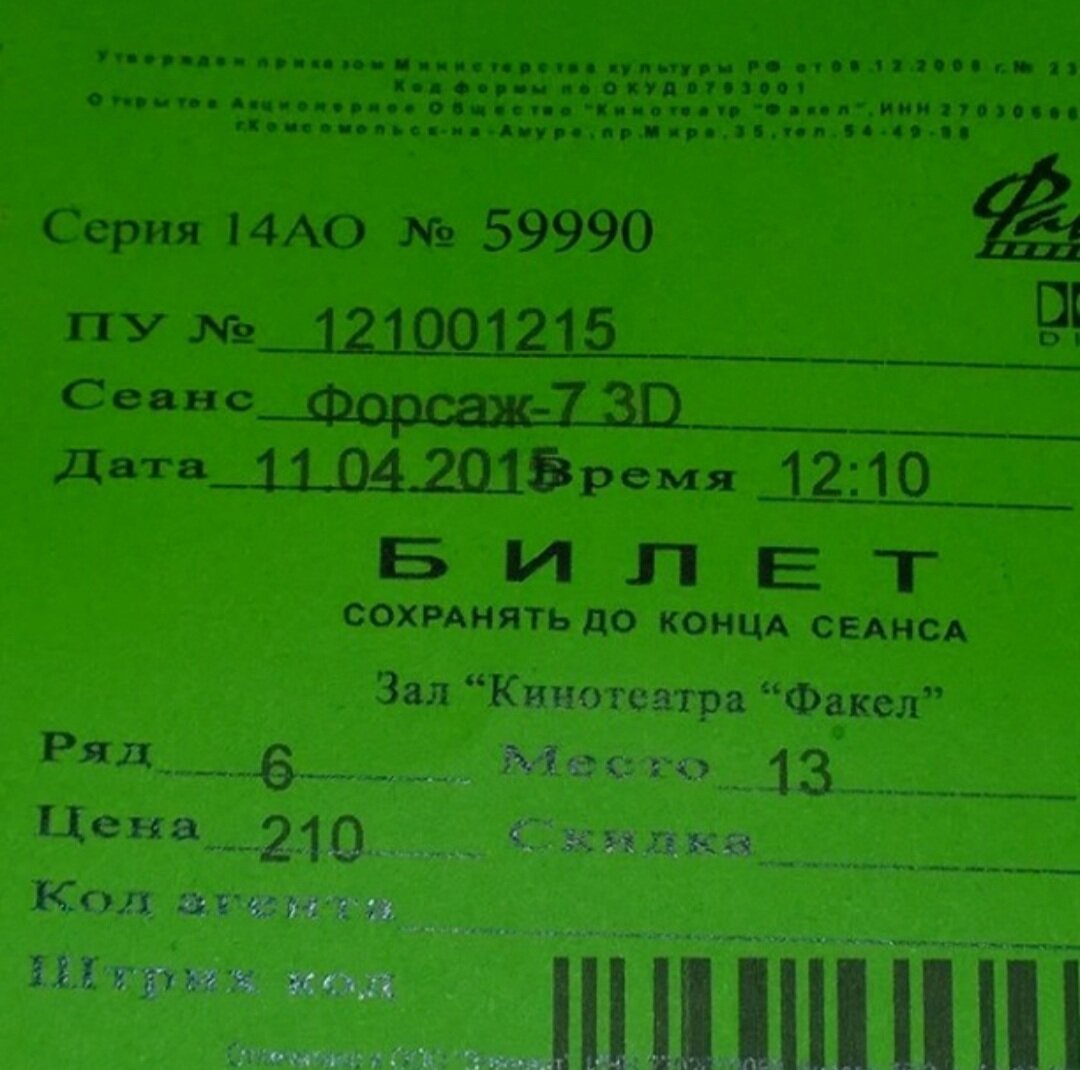 Утвержден приказом Министерства культуры РФ от 08.12.2008 г. № 23
Код формы по ОКУД 0793001
Открытое Акционерное Общество "Кинотеатр "Факел", ИНН 27030566
г.Комсомольск-на-Амуре, пр.Мира, 35, тел. 54-49-88
Фак
Серия 14АО № 59990
ПУ № 121001215
Сеанс Форсаж-7 3D
Дата 11.04.2015 Время 12:10
БИЛЕТ
СОХРАНЯТЬ ДО КОНЦА СЕАНСА
Зал “Кинотеатра “Факел”
Ряд 6 Место 13
Цена 210 Скидка
Код агента
Штрих код